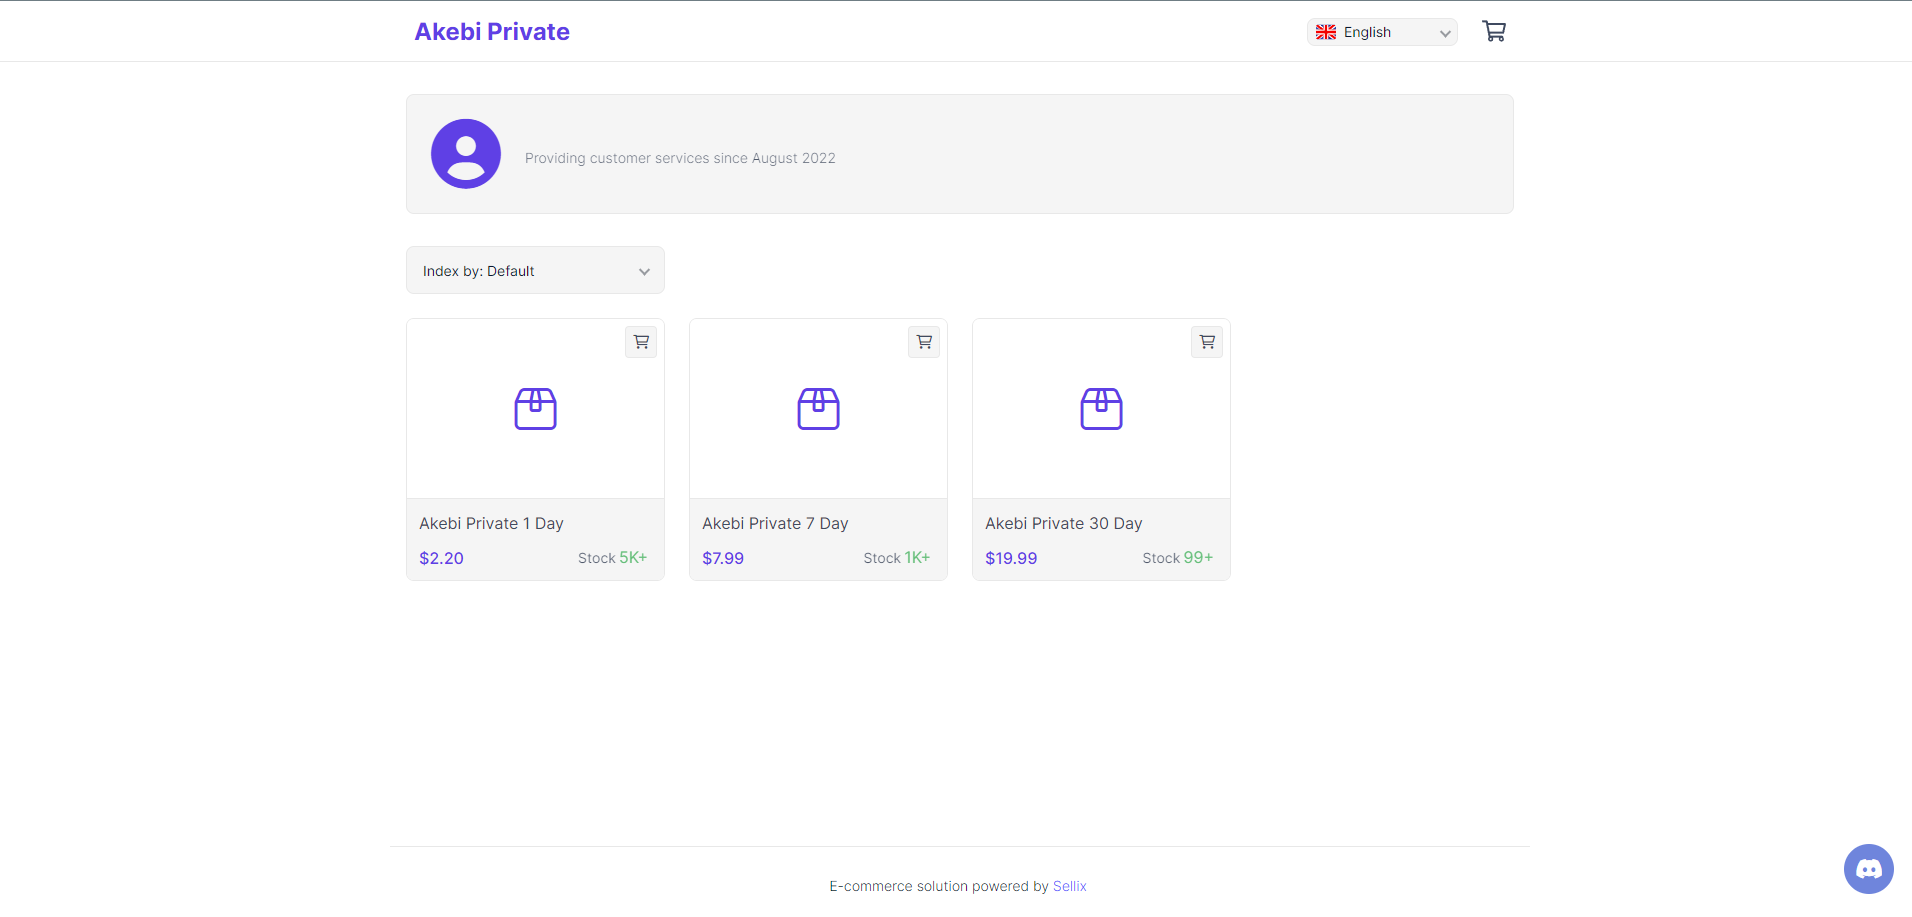 Akebi Private
English
Providing customer services since August 2022
Index by: Default
Akebi Private 1 Day
$2.20 Stock 5K+
Akebi Private 7 Day
$7.99 Stock 1K+
Akebi Private 30 Day
$19.99 Stock 99+
E-commerce solution powered by Sellix